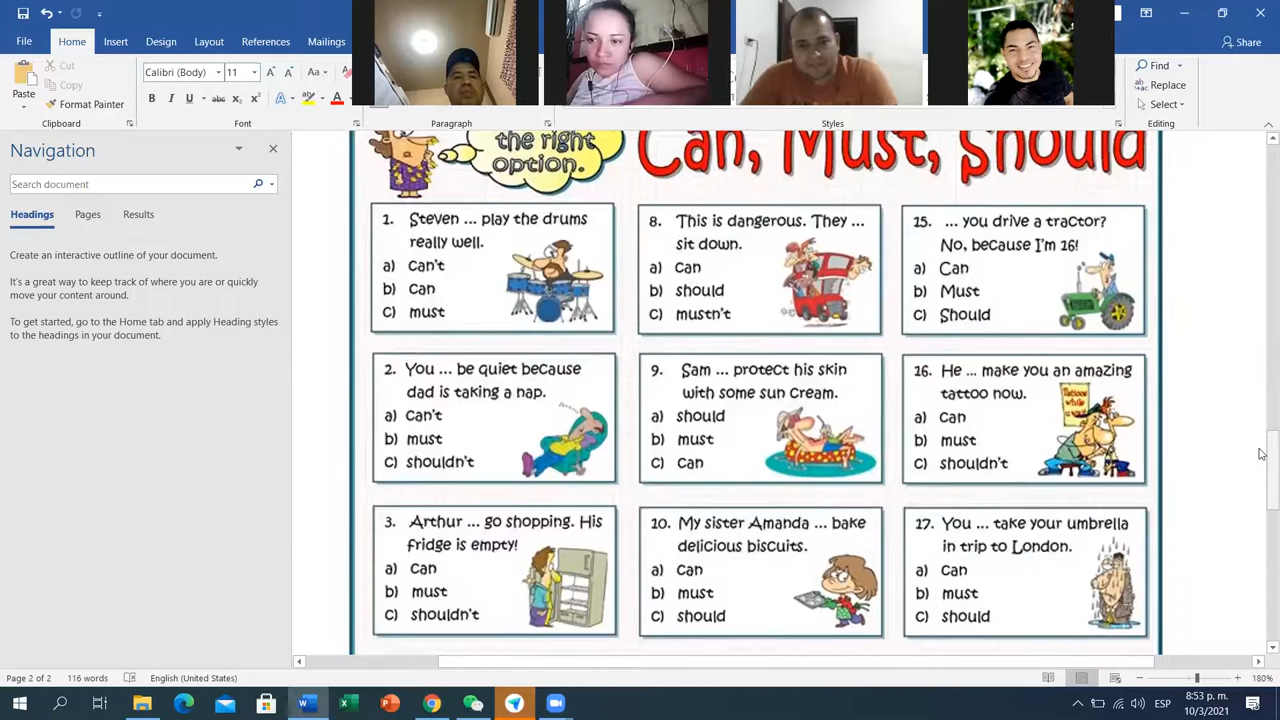 File
Home
Insert
Design
Layout
References
Mailings
Share
Cut
Copy
Paste
Format Painter
Clipboard
Calibri (Body)
11
Aa
B I U abc x₂ x² A A
Font
Paragraph
Styles
Find
Replace
Select
Editing
Navigation
Search document
Headings Pages Results
Create an interactive outline of your document.
It's a great way to keep track of where you are or quickly
move your content around.
To get started, go to the Home tab and apply Heading styles
to the headings in your document.
the right
option.
Can, Must, Should
1. Steven ... play the drums
really well.
a) Can't
b) Can
c) must
2. You ... be quiet because
dad is taking a nap.
a) Can't
b) must
c) shouldn't
3. Arthur ... go shopping. His
fridge is empty!
a) Can
b) must
c) shouldn't
8. This is dangerous. They ...
sit down.
a) Can
b) should
c) mustn't
9. Sam ... protect his skin
with some sun cream.
a) should
b) must
c) can
10. My sister Amanda ... bake
delicious biscuits.
a) Can
b) must
c) should
15. ... you drive a tractor?
No, because I'm 16!
a) Can
b) Must
c) Should
16. He ... make you an amazing
tattoo now.
a) can
b) must
c) shouldn't
Tattoos
while
u wait
17. You ... take your umbrella
in trip to London.
a) can
b) must
c) should
Page 2 of 2
116 words
English (United States)
180%
ESP
8:53 p. m.
10/3/2021